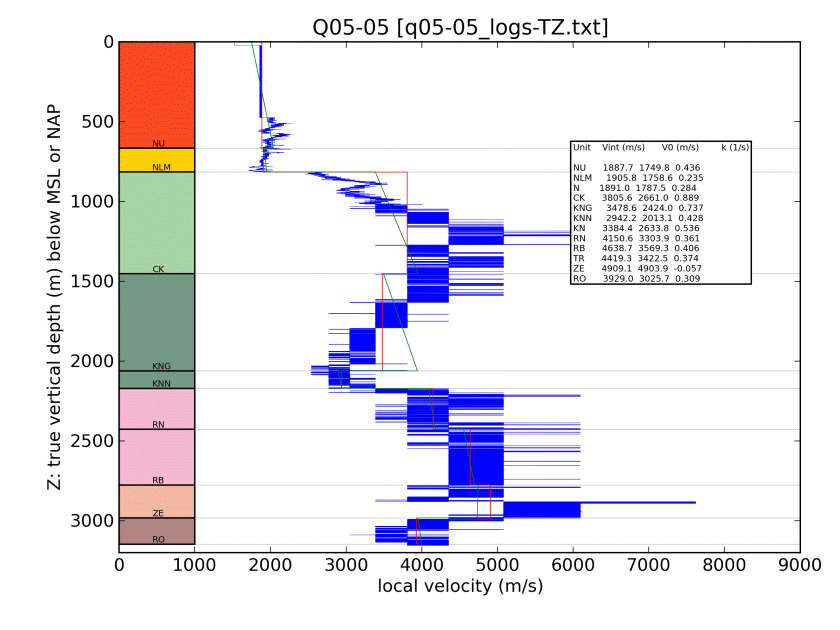 Q05-05 [q05-05_logs-TZ.txt]
Z: true vertical depth (m) below MSL or NAP
0
500
1000
1500
2000
2500
3000
NU
NLM
CK
KNG
KNN
RN
RB
ZE
RO
Unit Vint (m/s) V0 (m/s) k (1/s)
NU 1887.7 1749.8 0.436
NLM 1905.8 1758.6 0.235
N 1891.0 1787.5 0.284
CK 3805.6 2661.0 0.889
KNG 3478.6 2424.0 0.737
KNN 2942.2 2013.1 0.428
KN 3384.4 2633.8 0.536
RN 4150.6 3303.9 0.361
RB 4638.7 3569.3 0.406
TR 4419.3 3422.5 0.374
ZE 4909.1 4903.9 -0.057
RO 3929.0 3025.7 0.309
0 1000 2000 3000 4000 5000 6000 7000 8000 9000
local velocity (m/s)